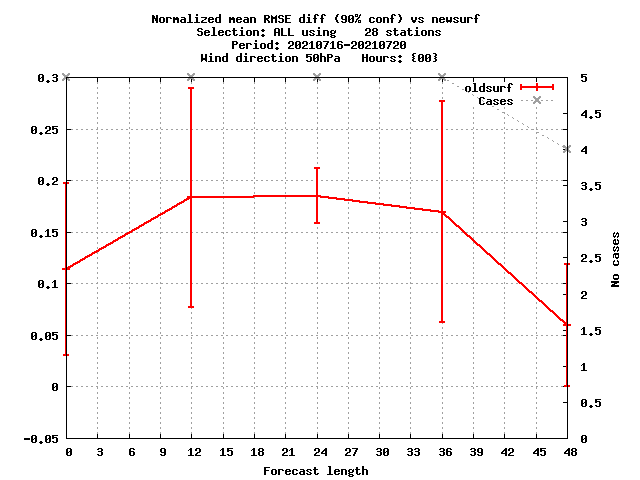 Normalized mean RMSE diff (90% conf) vs newsurf
Selection: ALL using    28 stations
Period: 20210716-20210720
Wind direction 50hPa   Hours: {00}
0.3
0.25
0.2
0.15
0.1
0.05
0
-0.05
oldsurf
Cases
5
4.5
4
3.5
3
2.5
2
1.5
1
0.5
0
No cases
0 3 6 9 12 15 18 21 24 27 30 33 36 39 42 45 48
Forecast length